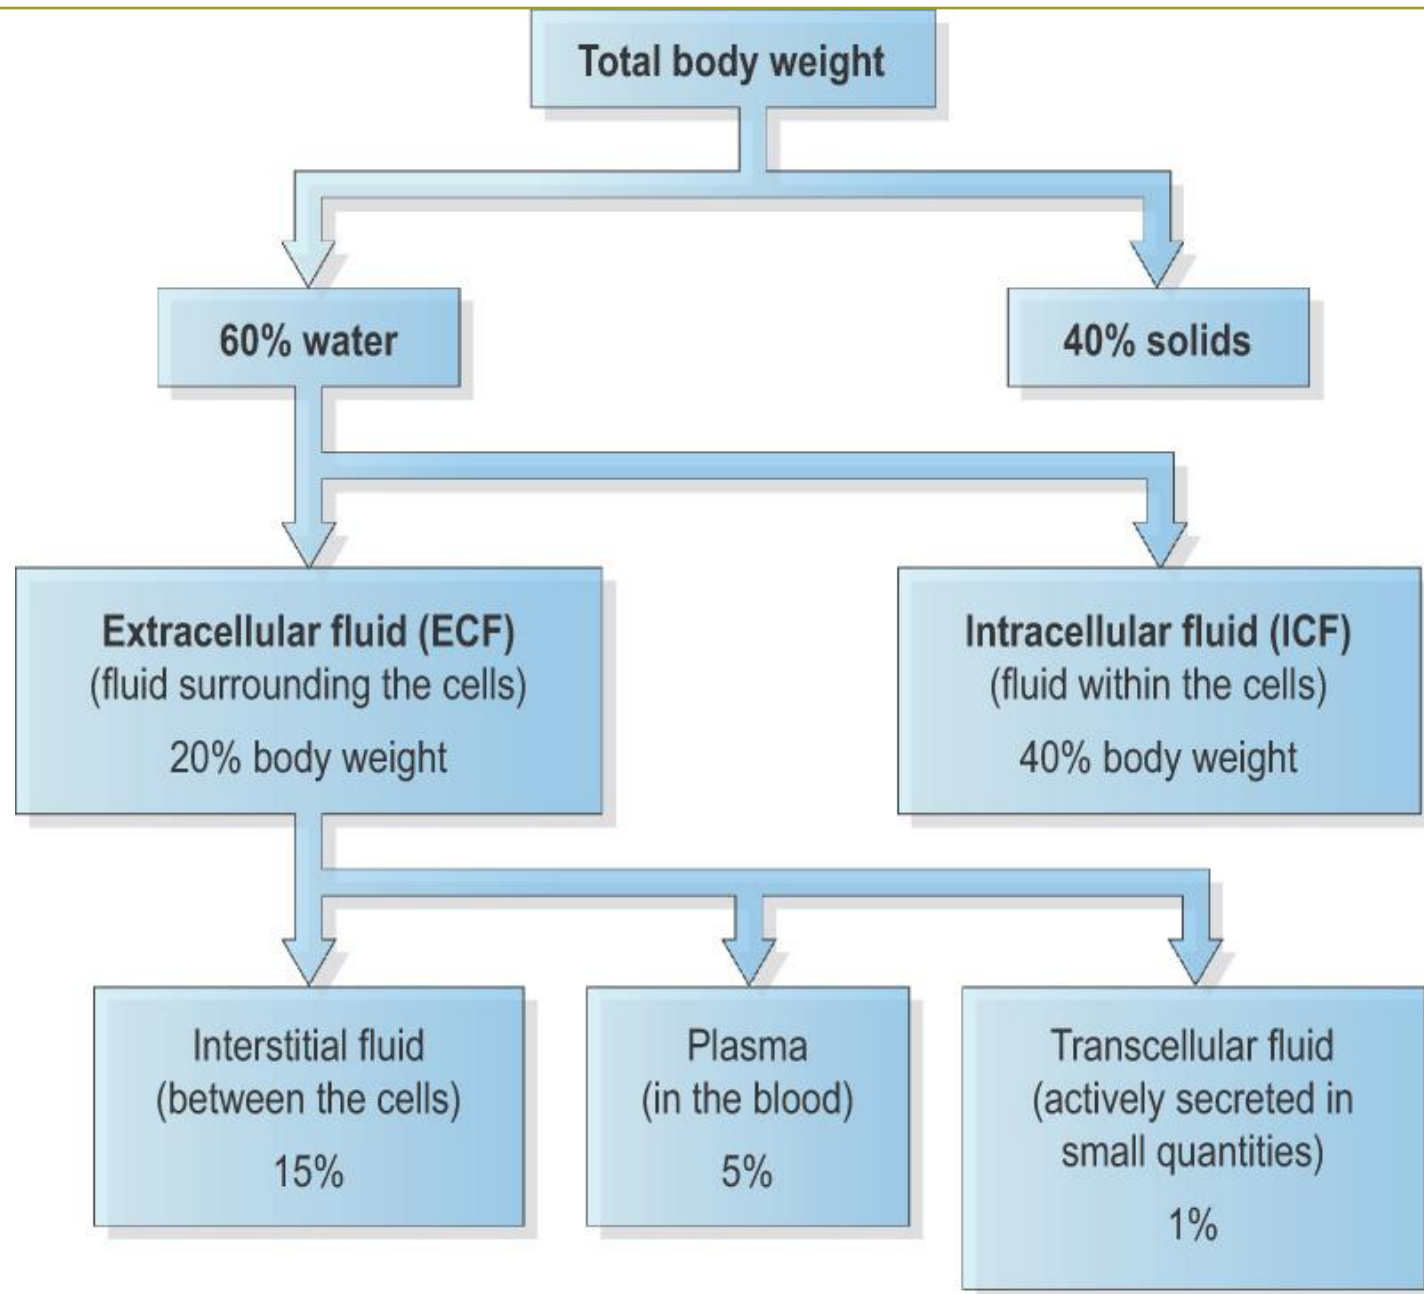 Total body weight
60% water
40% solids
Extracellular fluid (ECF)
(fluid surrounding the cells)
20% body weight
Intracellular fluid (ICF)
(fluid within the cells)
40% body weight
Interstitial fluid
(between the cells)
15%
Plasma
(in the blood)
5%
Transcellular fluid
(actively secreted in
small quantities)
1%